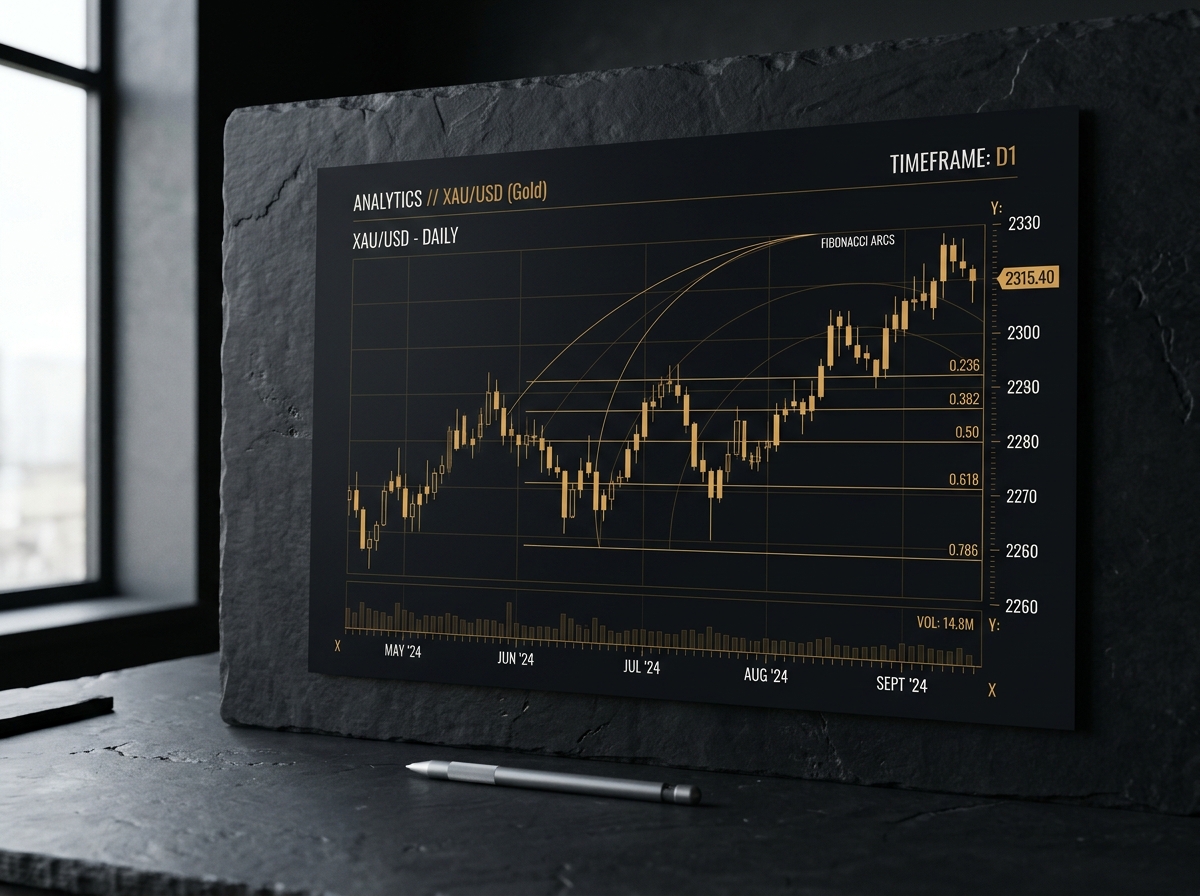 ANALYTICS // XAU/USD (Gold)
TIMEFRAME: D1
XAU/USD - DAILY
FIBONACCI ARCS
Y:
2330
2315.40
2300
2290
2280
2270
2260
2260
0.236
0.382
0.50
0.618
0.786
VOL: 14.8M
Y:
X
MAY '24
JUN '24
JUL '24
AUG '24
SEPT '24
X